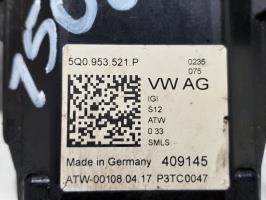 150
5Q0.953.521.P
0235
075
VW AG
IGI
S12
ATW
0 33
SMLS
Made in Germany 409145
ATW-00108.04.17 P3TC0047